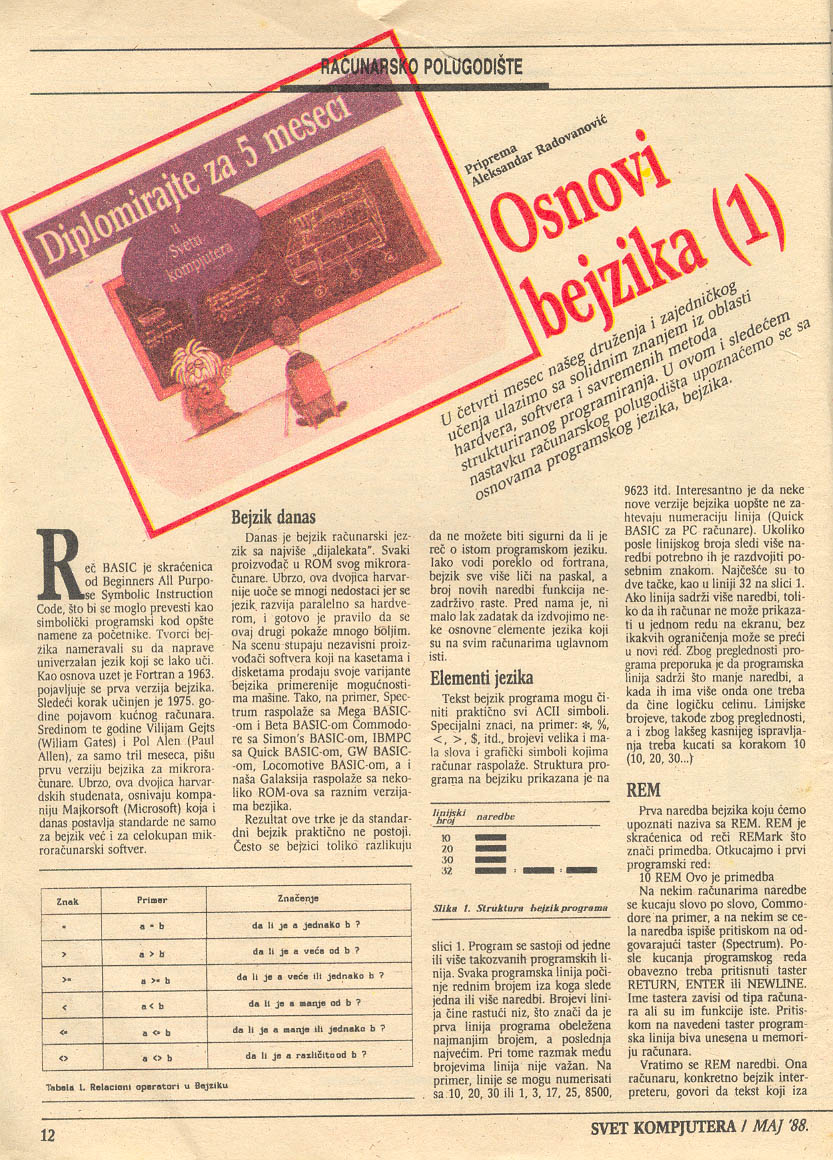 RAČUNARSKO POLUGODIŠTE
Diplomirajte za 5 meseci
u
Svetu
kompjutera
Priprema
Aleksandar Radovanović
Osnovi
bejzika (1)
U četvrti mesec našeg druženja i zajedničkog
učenja ulazimo sa solidnim znanjem iz oblasti
hardvera, softvera i savremenih metoda
strukturiranog programiranja. U ovom i sledećem
nastavku računarskog polugodišta upoznaćemo se sa
osnovama programskog jezika, bejzika.
Reč BASIC je skraćenica
od Beginners All Purpo-
se Symbolic Instruction
Code, što bi se moglo prevesti kao
simbolički programski kod opšte
namene za početnike. Tvorci bej-
zika nameravali su da naprave
univerzalan jezik koji se lako uči.
Kao osnova uzet je Fortran a 1963.
pojavljuje se prva verzija bejzika.
Sledeći korak učinjen je 1975. go-
dine pojavom kućnog računara.
Sredinom te godine Vilijam Gejts
(Wiliam Gates) i Pol Alen (Paul
Allen), za samo tril meseca, pišu
prvu verziju bejzika za mikrora-
čunare. Ubrzo, ova dvojica harvar-
dskih studenata, osnivaju kompa-
niju Majkorsoft (Microsoft) koja i
danas postavlja standarde ne samo
za bejzik već i za celokupan mik-
roračunarski softver.
Bejzik danas
Danas je bejzik računarski jez-
zik sa najviše „dijalekata". Svaki
proizvođač u ROM svog mikrora-
čunare. Ubrzo, ova dvojica harvar-
nije uoče se mnogi nedostaci jer se
jezik razvija paralelno sa hardve-
rom, i gotovo je pravilo da se
ovaj drugi pokaže mnogo boljim.
Na scenu stupaju nezavisni proiz-
vođači softvera koji na kasetama i
disketama prodaju svoje varijante
bejzika primerenije mogućnosti-
ma mašine. Tako, na primer, Spec-
trum raspolaže sa Mega BASIC-
-om i Beta BASIC-om Commodo-
re sa Simon's BASIC-om, IBMPC
sa Quick BASIC-om, GW BASIC-
-om, Locomotive BASIC-om, a i
naša Galaksija raspolaže sa neko-
liko ROM-ova sa raznim verzija-
ma bezjika.
Rezultat ove trke je da standar-
dni bejzik praktično ne postoji.
Često se bejzici toliko razlikuju
da ne možete biti sigurni da li je
reč o istom programskom jeziku.
Iako vodi poreklo od fortrana,
bejzik sve više liči na paskal, a
broj novih naredbi funkcija ne-
zadrživo raste. Pred nama je, ni
malo lak zadatak da izdvojimo ne-
ke osnovne elemente jezika koji
su na svim računarima uglavnom
isti.
Elementi jezika
Tekst bejzik programa mogu či-
niti praktično svi ACII simboli.
Specijalni znaci, na primer: *, %,
<, >, $, itd., brojevi velika i ma-
la slova i grafički simboli kojima
računar raspolaže. Struktura pro-
grama na bejziku prikazana je na
linijski
broj naredbe
10
20
30
32 : :
Slika 1. Struktura bejzik programa
slici 1. Program se sastoji od jedne
ili više takozvanih programskih li-
nija. Svaka programska linija poči-
nje rednim brojem iza koga slede
jedna ili više naredbi. Brojevi lini-
ja čine rastući niz, što znači da je
prva linija programa obeležena
najmanjim brojem, a poslednja
najvećim. Pri tome razmak među
brojevima linija nije važan. Na
primer, linije se mogu numerisati
sa 10, 20, 30 ili 1, 3, 17, 25, 8500,
9623 itd. Interesantno je da neke
nove verzije bejzika uopšte ne za-
htevaju numeraciju linija (Quick
BASIC za PC računare). Ukoliko
posle linijskog broja sledi više na-
redbi potrebno ih je razdvojiti po-
sebnim znakom. Najčešće su to
dve tačke, kao u liniji 32 na slici 1.
Ako linija sadrži više naredbi, toli-
ko da ih računar ne može prikaza-
ti u jednom redu na ekranu, bez
ikakvih ograničenja može se preći
u novi red. Zbog preglednosti pro-
grama preporuka je da programska
linija sadrži što manje naredbi, a
kada ih ima više onda one treba
da čine logičku celinu. Linijske
brojeve, takođe zbog preglednosti,
a i zbog lakšeg kasnijeg ispravlja-
nja treba kucati sa korakom 10
(10, 20, 30...)
REM
Prva naredba bejzika koju ćemo
upoznati naziva sa REM. REM je
skraćenica od reči REMark što
znači primedba. Otkucajmo i prvi
programski red:
10 REM Ovo je primedba
Na nekim računarima naredbe
se kucaju slovo po slovo, Commo-
dore na primer, a na nekim se ce-
la naredba ispiše pritiskom na od-
govarajući taster (Spectrum). Po-
sle kucanja programskog reda
obavezno treba pritisnuti taster
RETURN, ENTER ili NEWLINE.
Ime tastera zavisi od tipa računa-
ra ali su im funkcije iste. Pritis-
kom na navedeni taster program-
ska linija biva unesena u memori-
ju računara.
Vratimo se REM naredbi. Ona
računaru, konkretno bejzik inter-
preteru, govori da tekst koji iza
Znak Primer Značenje
= a = b da li je a jednako b ?
> a > b da li je a veće od b ?
>= a >= b da li je a veće ili jednako b ?
< a < b da li je a manje od b ?
<= a <= b da li je a manje ili jednako b ?
<> a <> b da li je a različito od b ?
Tabela 1. Relacioni operatori u Bejziku
12
SVET KOMPJUTERA / MAJ '88.